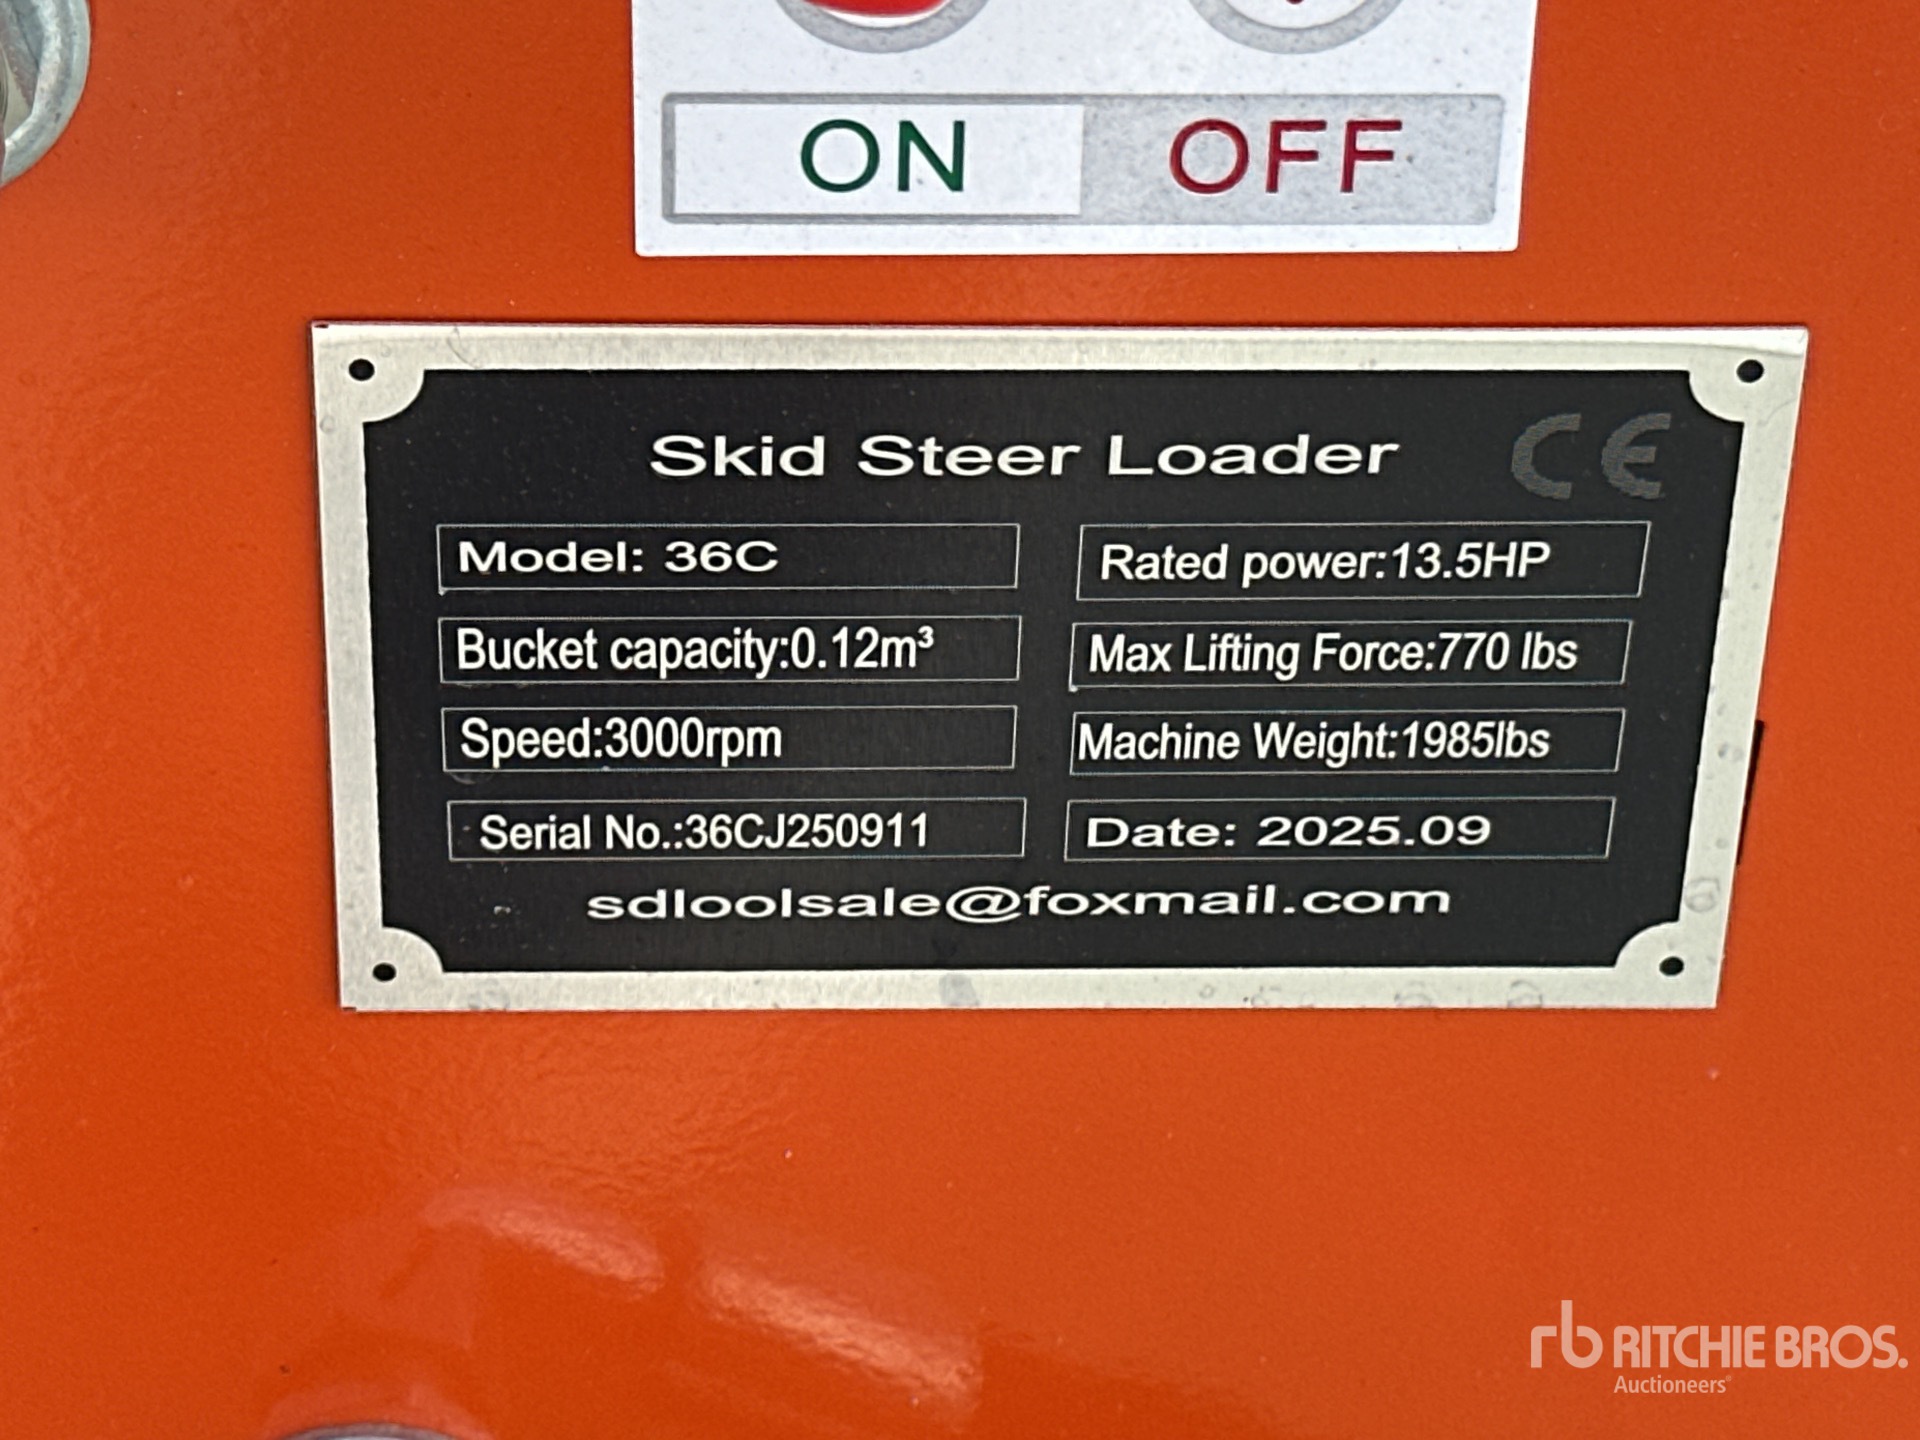 ON OFF
Skid Steer Loader CE
Model: 36C
Rated power:13.5HP
Bucket capacity:0.12m³
Max Lifting Force:770 lbs
Speed:3000rpm
Machine Weight:1985lbs
Serial No.:36CJ250911
Date: 2025.09
sdloolsale@foxmail.com
rb RITCHIE BROS.
Auctioneers